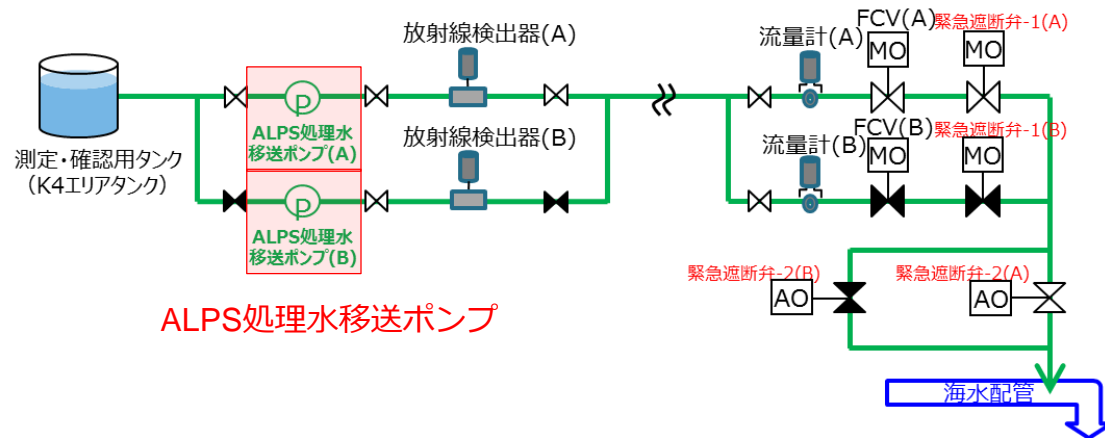 測定・確認用タンク
（K4エリアタンク）
P
ALPS処理水
移送ポンプ(A)
放射線検出器(A)
P
ALPS処理水
移送ポンプ(B)
放射線検出器(B)
ALPS処理水移送ポンプ
流量計(A)
FCV(A)
MO
緊急遮断弁-1(A)
MO
流量計(B)
FCV(B)
MO
緊急遮断弁-1(B)
MO
緊急遮断弁-2(B)
AO
緊急遮断弁-2(A)
AO
海水配管